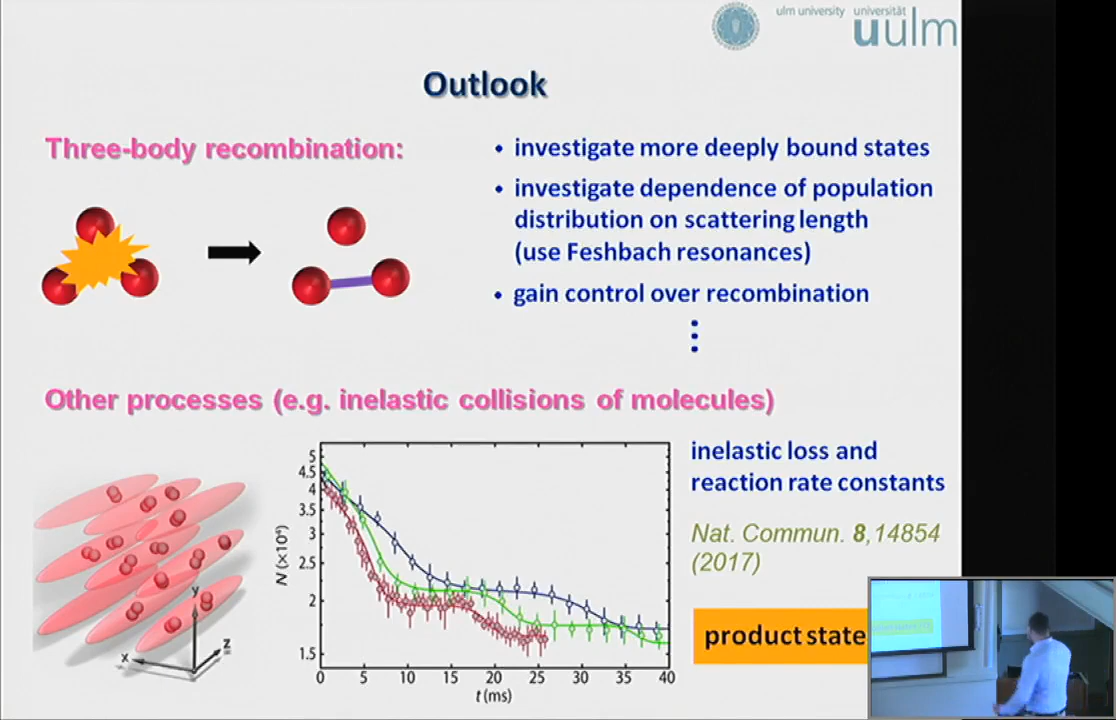 ulm university universität
uulm
Outlook
Three-body recombination:
• investigate more deeply bound states
• investigate dependence of population
distribution on scattering length
(use Feshbach resonances)
• gain control over recombination
⋮
Other processes (e.g. inelastic collisions of molecules)
y
x
z
N (×10⁴)
5
4.5
4
3.5
3
2.5
2
1.5
0 5 10 15 20 25 30 35 40
t (ms)
inelastic loss and
reaction rate constants
Nat. Commun. 8,14854
(2017)
product state